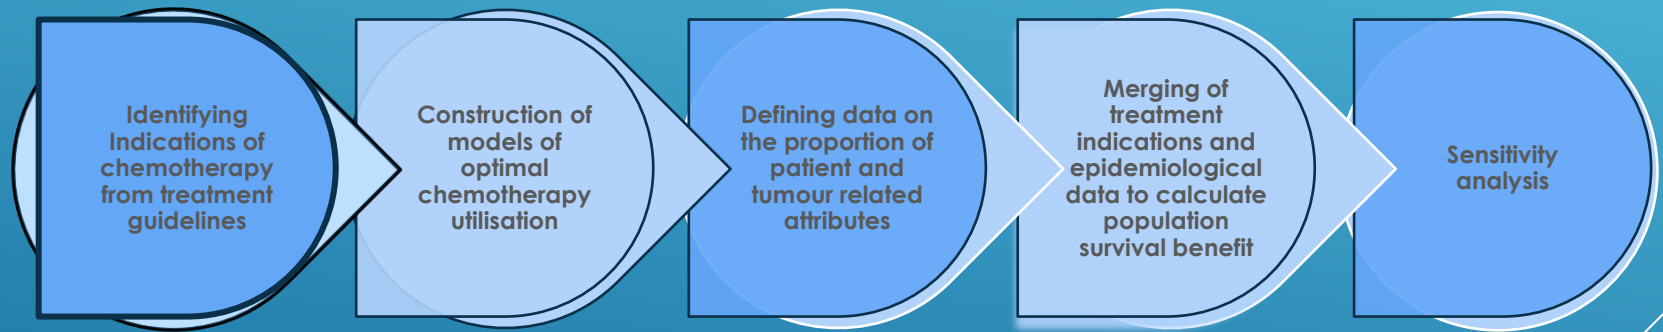 Identifying
Indications of
chemotherapy
from treatment
guidelines
Construction of
models of
optimal
chemotherapy
utilisation
Defining data on
the proportion of
patient and
tumour related
attributes
Merging of
treatment
indications and
epidemiological
data to calculate
population
survival benefit
Sensitivity
analysis